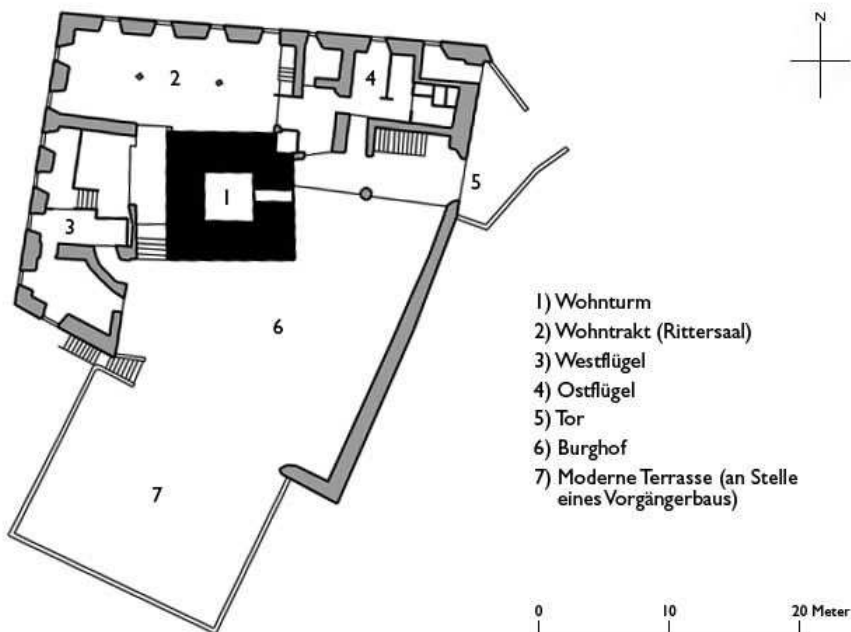 N
2
4
1
5
3
6
7
1) Wohnturm
2) Wohntrakt (Rittersaal)
3) Westflügel
4) Ostflügel
5) Tor
6) Burghof
7) Moderne Terrasse (an Stelle
eines Vorgängerbaus)
0 10 20 Meter